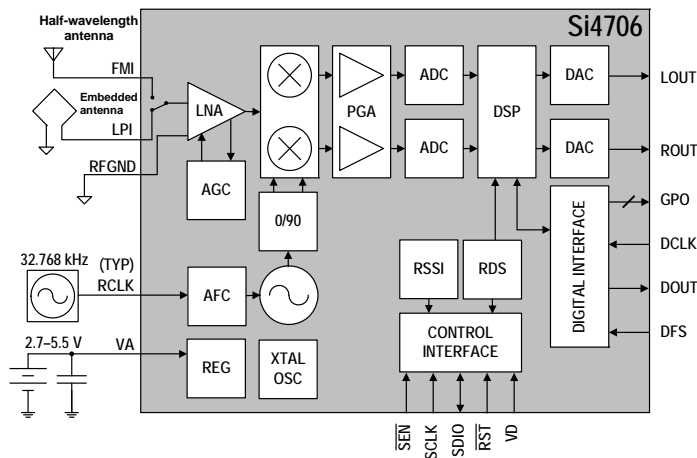 Half-wavelength
antenna
Si4706
FMI
Embedded
antenna
LPI
RFGND
LNA
AGC
0/90
PGA
ADC
ADC
DSP
DAC
DAC
LOUT
ROUT
GPO
DCLK
DOUT
DFS
DIGITAL INTERFACE
32.768 kHz
(TYP)
RCLK
AFC
RSSI
RDS
CONTROL
INTERFACE
2.7–5.5 V
VA
REG
XTAL
OSC
SEN
SCLK
SDIO
RST
VD